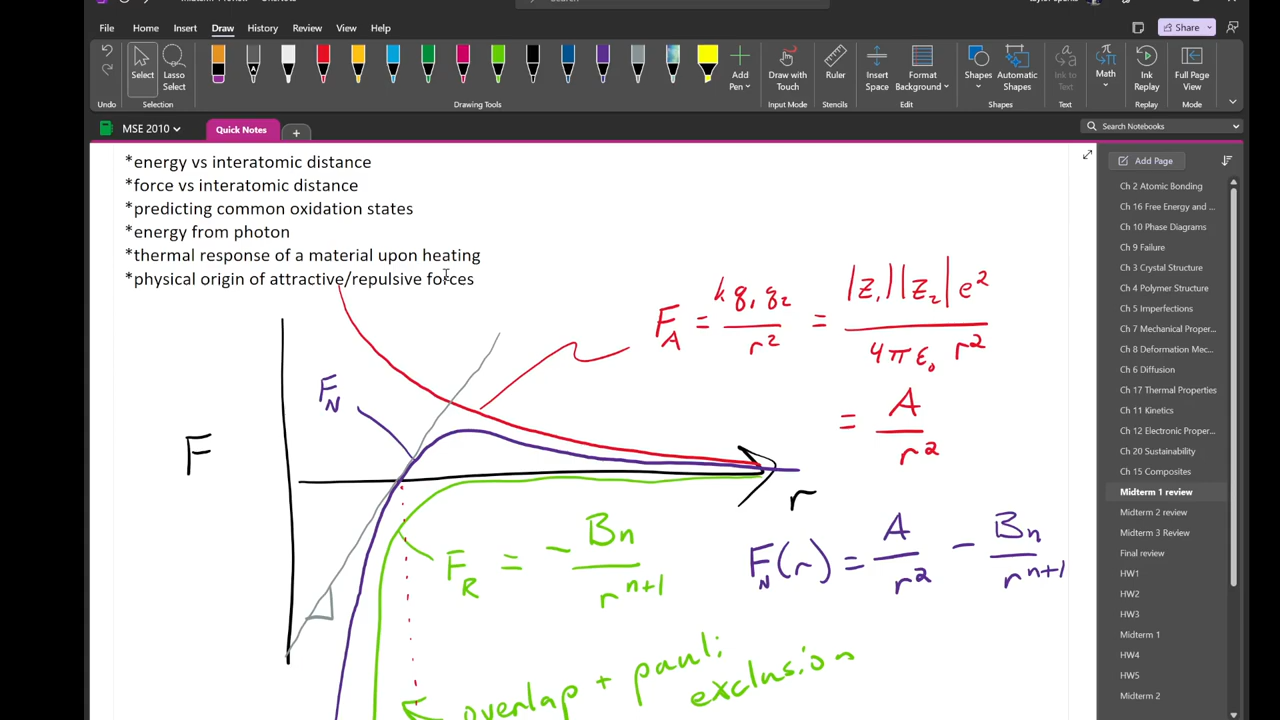 File Home Insert Draw History Review View Help Share
Undo
Select
Lasso Select
Selection
Drawing Tools
Add Pen
Draw with Touch
Input Mode
Ruler
Stencils
Insert Space
Format Background
Edit
Shapes
Automatic Shapes
Shapes
Ink to Text
Text
Math
Ink Replay
Replay
Full Page View
Mode
MSE 2010 Quick Notes + Search Notebooks
Add Page
*energy vs interatomic distance
*force vs interatomic distance
*predicting common oxidation states
*energy from photon
*thermal response of a material upon heating
*physical origin of attractive/repulsive forces
F_A = kq₁q₂ / r² = |z₁||z₂|e² / 4πε₀ r²
= A / r²
F_N
F
r
F_R = - Bn / r^(n+1)
F_N(r) = A / r² - Bn / r^(n+1)
overlap + pauli
exclusion
Ch 2 Atomic Bonding
Ch 16 Free Energy and ...
Ch 10 Phase Diagrams
Ch 9 Failure
Ch 3 Crystal Structure
Ch 4 Polymer Structure
Ch 5 Imperfections
Ch 7 Mechanical Proper...
Ch 8 Deformation Mec...
Ch 6 Diffusion
Ch 17 Thermal Properties
Ch 11 Kinetics
Ch 12 Electronic Proper...
Ch 20 Sustainability
Ch 15 Composites
Midterm 1 review
Midterm 2 review
Midterm 3 Review
Final review
HW1
HW2
HW3
Midterm 1
HW4
HW5
Midterm 2